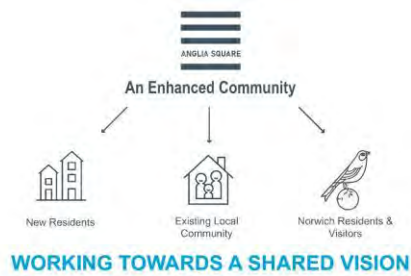 ANGLIA SQUARE
An Enhanced Community
New Residents
Existing Local
Community
Norwich Residents &
Visitors
WORKING TOWARDS A SHARED VISION